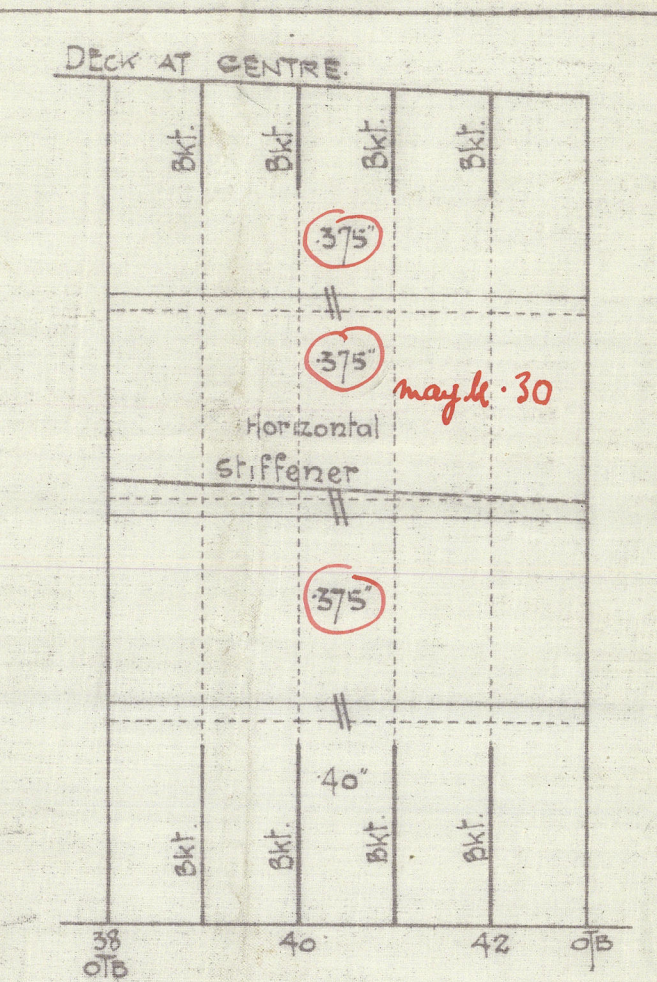 DECK AT CENTRE.
Bkt. Bkt. Bkt. Bkt.
.375"
.375"
may be .30
Horizontal
Stiffener
.375"
.40"
Bkt. Bkt. Bkt. Bkt.
38 40 42 OTB
OTB